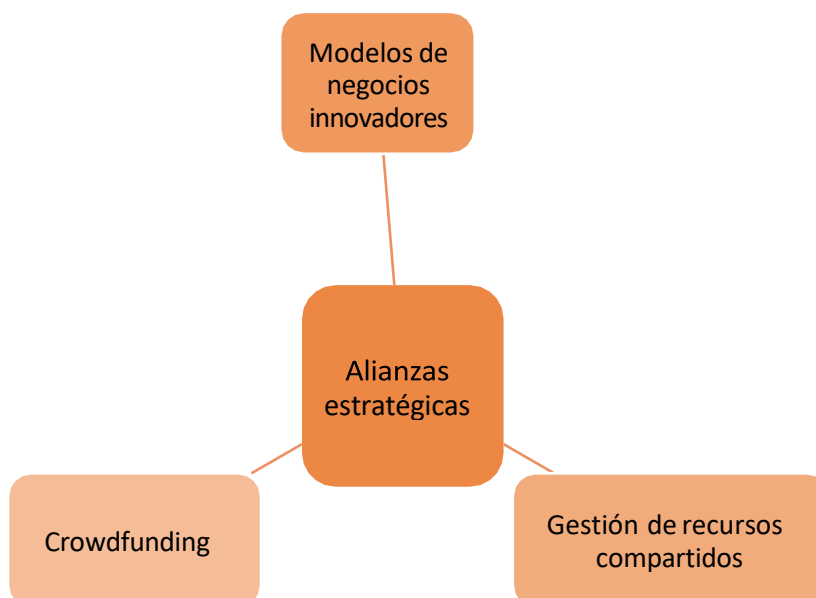 Modelos de
negocios
innovadores
Alianzas
estratégicas
Crowdfunding
Gestión de recursos
compartidos